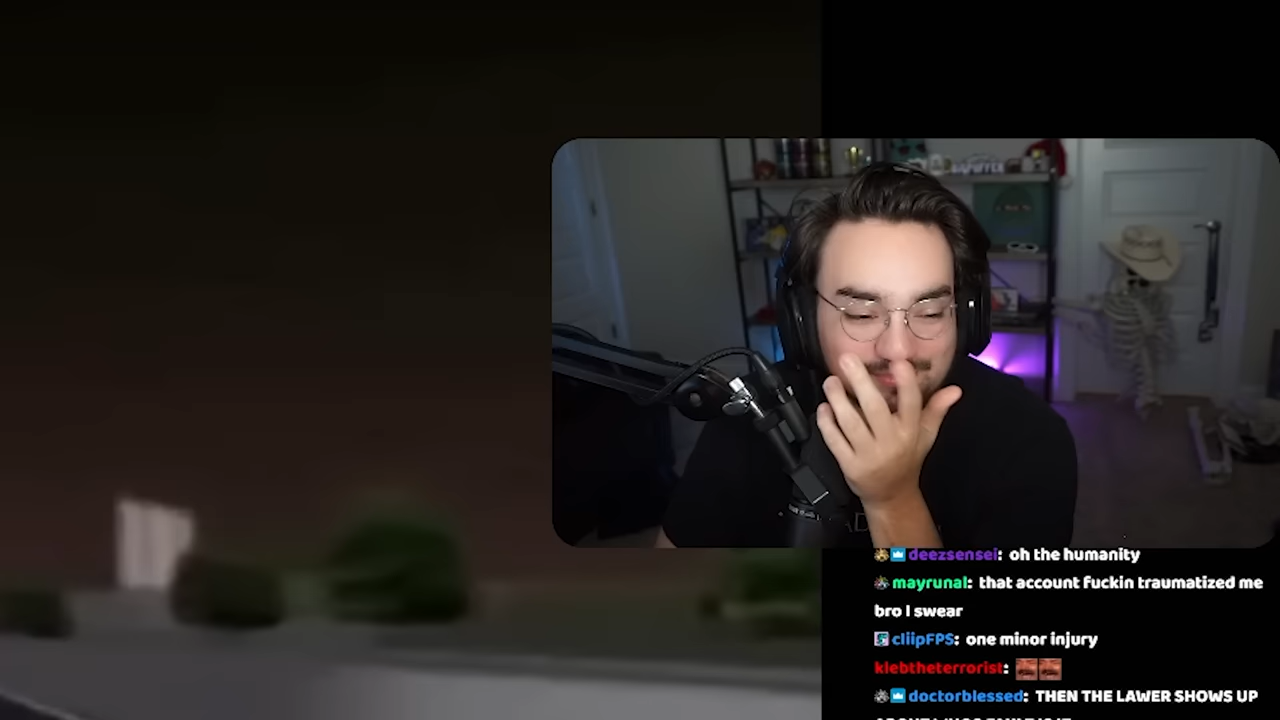 deezsensei: oh the humanity
mayrunal: that account fuckin traumatized me
bro I swear
cliipFPS: one minor injury
klebtheterrorist:
doctorblessed: THEN THE LAWER SHOWS UP